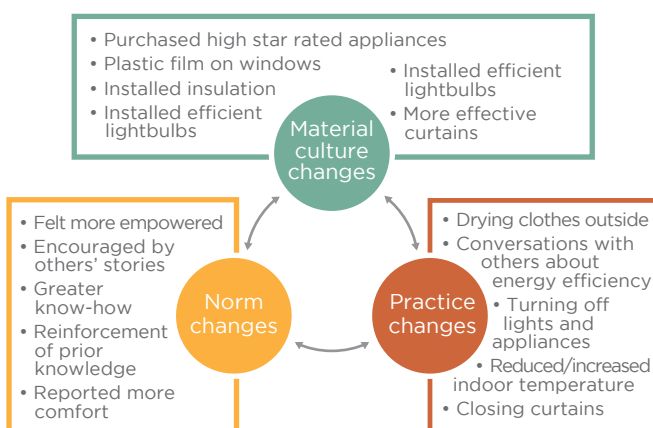 • Purchased high star rated appliances
• Plastic film on windows
• Installed insulation
• Installed efficient
lightbulbs
• Installed efficient
lightbulbs
• More effective
curtains
Material
culture
changes
• Felt more empowered
• Encouraged by
others’ stories
• Greater
know-how
• Reinforcement
of prior
knowledge
• Reported more
comfort
Norm
changes
Practice
changes
• Drying clothes outside
• Conversations with
others about
energy efficiency
• Turning off
lights and
appliances
• Reduced/increased
indoor temperature
• Closing curtains